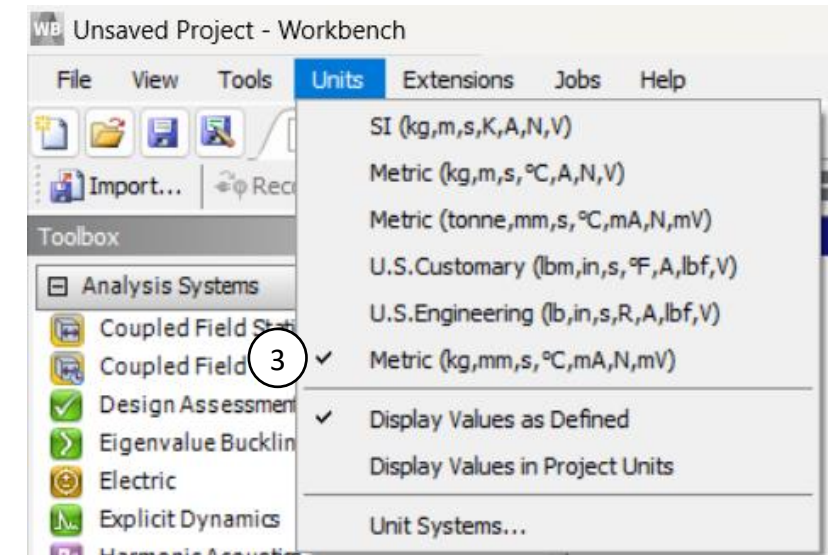 WB Unsaved Project - Workbench
File View Tools Units Extensions Jobs Help
Import...
Toolbox
Analysis Systems
Coupled Field
Coupled Field
Design
Eigenvalue
Electric
Explicit Dynamics
Harmonic
SI (kg,m,s,K,A,N,V)
Metric (kg,m,s,°C,A,N,V)
Metric (tonne,mm,s,°C,mA,N,mV)
U.S.Customary (lbm,in,s,°F,A,lbf,V)
U.S.Engineering (lb,in,s,R,A,lbf,V)
3 ✓ Metric (kg,mm,s,°C,mA,N,mV)
✓ Display Values as Defined
Display Values in Project Units
Unit Systems...